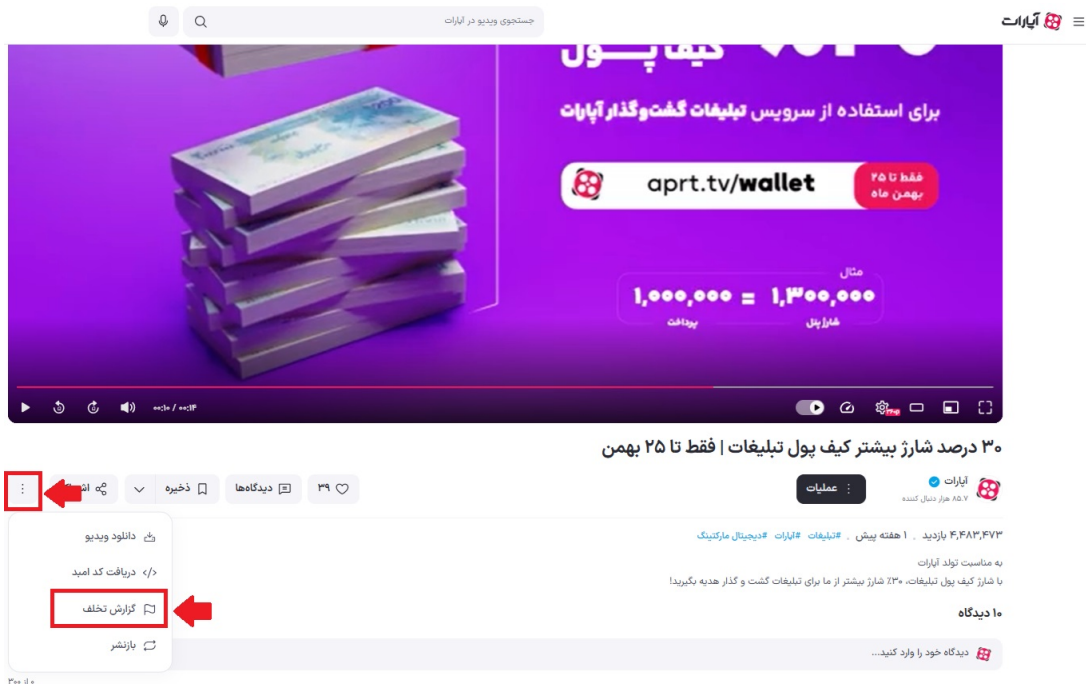 آپارات
جستجوی ویدیو در آپارات
کیف پــــول
برای استفاده از سرویس تبلیغات گشت‌وگذار آپارات
فقط تا ۲۵
بهمن ماه
aprt.tv/wallet
مثال
۱,۰۰۰,۰۰۰ = ۱,۳۰۰,۰۰۰
شارژ پنل
پرداخت
۰۰:۱۰ / ۰۰:۱۴
۳۰ درصد شارژ بیشتر کیف پول تبلیغات | فقط تا ۲۵ بهمن
آپارات
۸۵.۷ هزار دنبال کننده
عملیات
۳۹
دیدگاه‌ها
ذخیره
۴,۴۸۳,۴۷۳ بازدید . ۱ هفته پیش . #تبلیغات #آپارات #دیجیتال مارکتینگ
به مناسبت تولد آپارات
با شارژ کیف پول تبلیغات، ۳۰٪ شارژ بیشتر از ما برای تبلیغات گشت و گذار هدیه بگیرید!
۱۰ دیدگاه
دیدگاه خود را وارد کنید...
۰ از ۳۰۰
دانلود ویدیو
دریافت کد امبد
گزارش تخلف
بازنشر